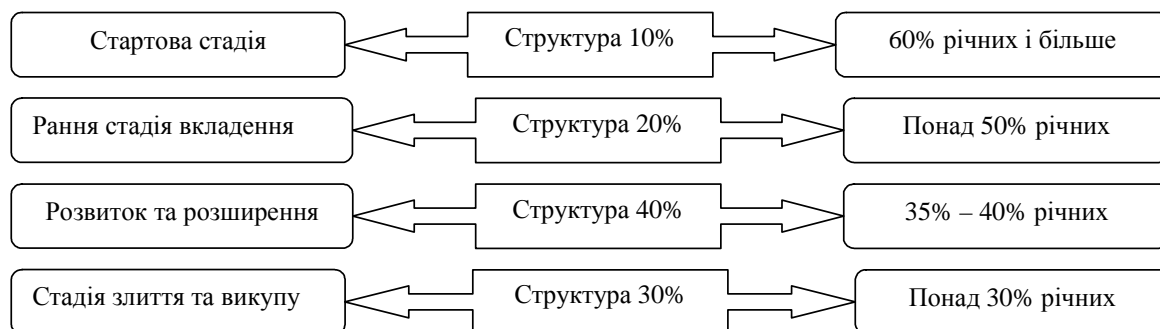 Стартова стадія
Структура 10%
60% річних і більше
Рання стадія вкладення
Структура 20%
Понад 50% річних
Розвиток та розширення
Структура 40%
35% – 40% річних
Стадія злиття та викупу
Структура 30%
Понад 30% річних